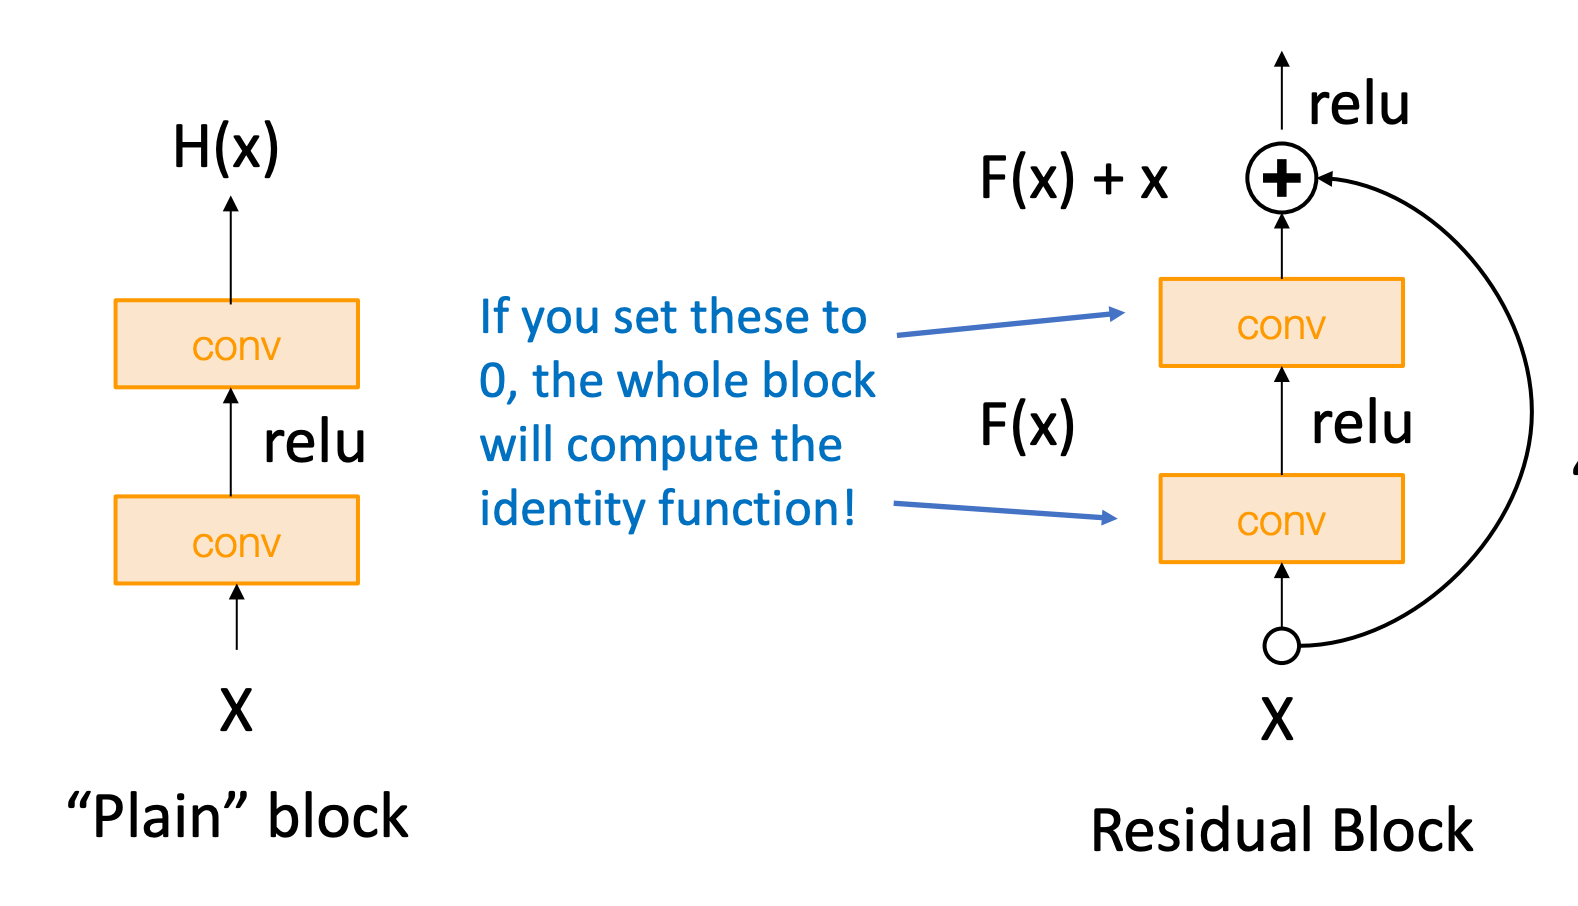 H(x)
conv
relu
conv
X
“Plain” block
If you set these to
0, the whole block
will compute the
identity function!
relu
F(x) + x
conv
F(x)
relu
conv
X
Residual Block